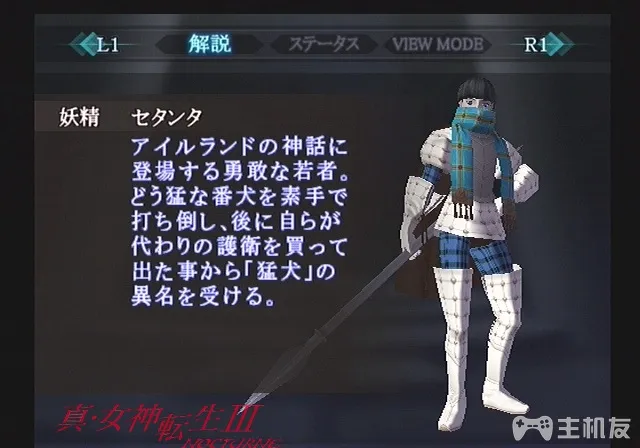 L1 解説 ステータス VIEW MODE R1
妖精 セタンタ
アイルランドの神話に
登場する勇敢な若者。
どう猛な番犬を素手で
打ち倒し、後に自らが
代わりの護衛を買って
出た事から「猛犬」の
異名を受ける。
真・女神転生III
主机友